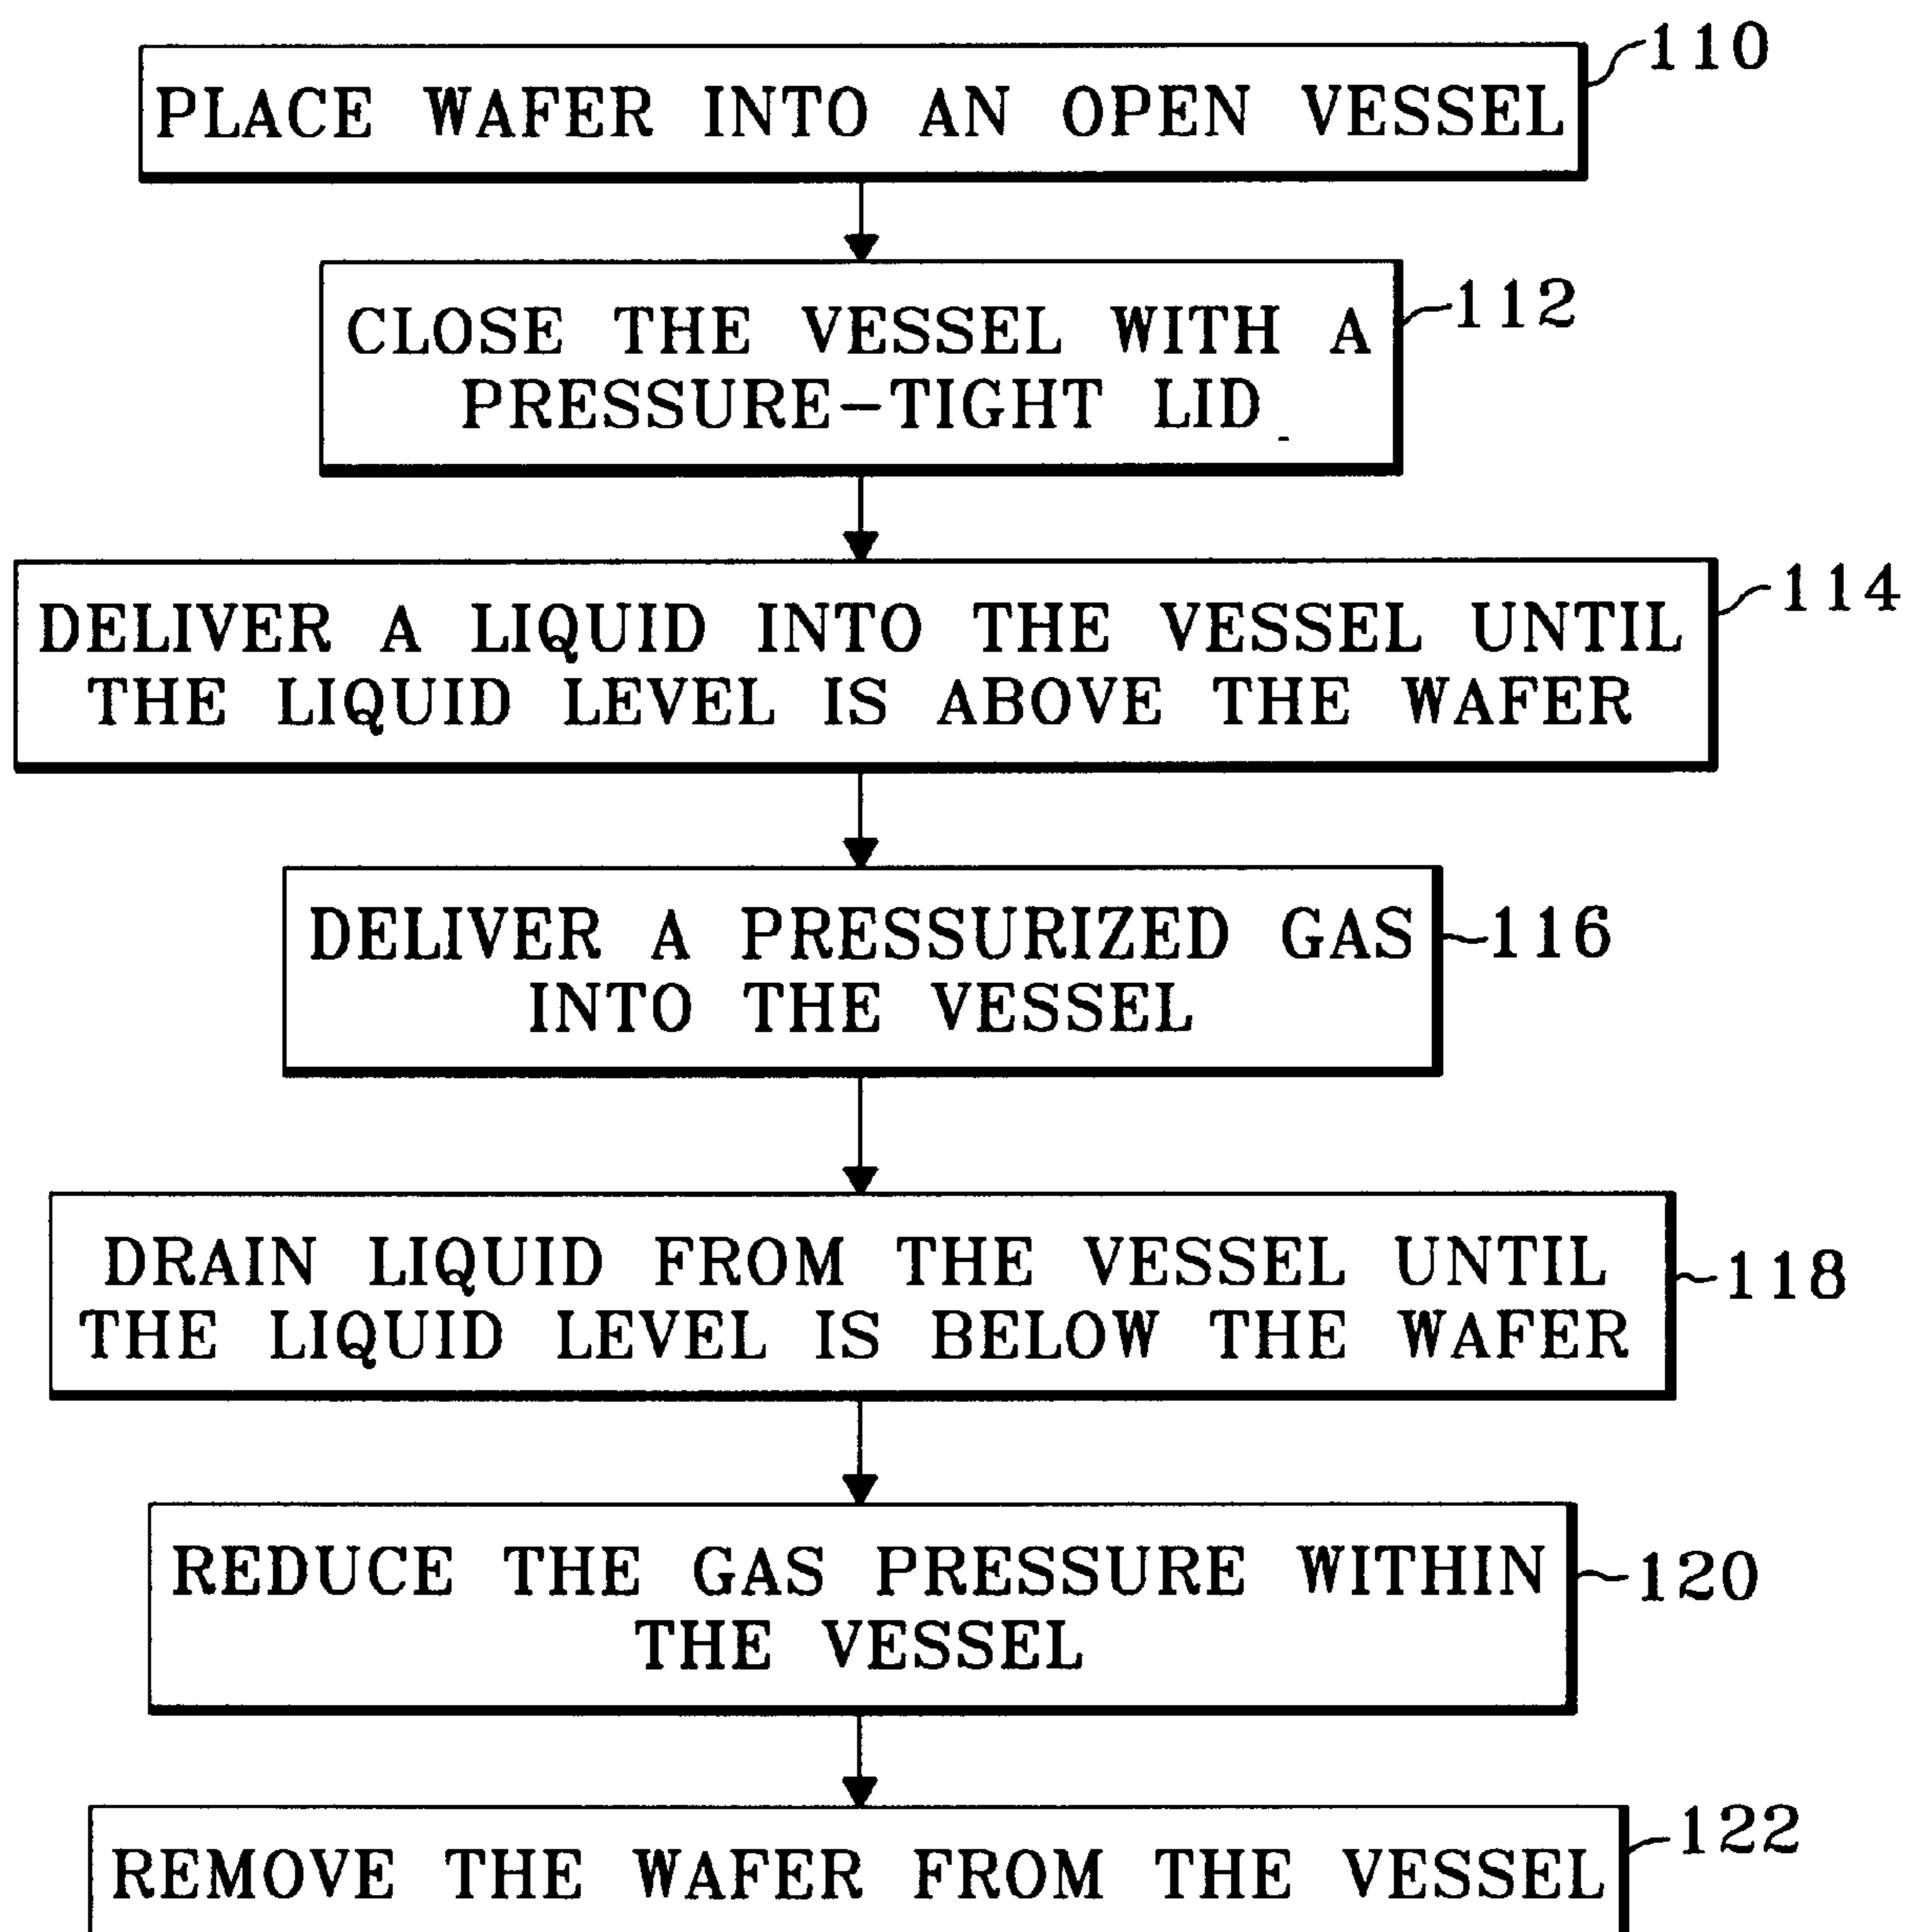 PLACE WAFER INTO AN OPEN VESSEL
110
CLOSE THE VESSEL WITH A
PRESSURE-TIGHT LID
112
DELIVER A LIQUID INTO THE VESSEL UNTIL
THE LIQUID LEVEL IS ABOVE THE WAFER
114
DELIVER A PRESSURIZED GAS
INTO THE VESSEL
116
DRAIN LIQUID FROM THE VESSEL UNTIL
THE LIQUID LEVEL IS BELOW THE WAFER
118
REDUCE THE GAS PRESSURE WITHIN
THE VESSEL
120
REMOVE THE WAFER FROM THE VESSEL
122